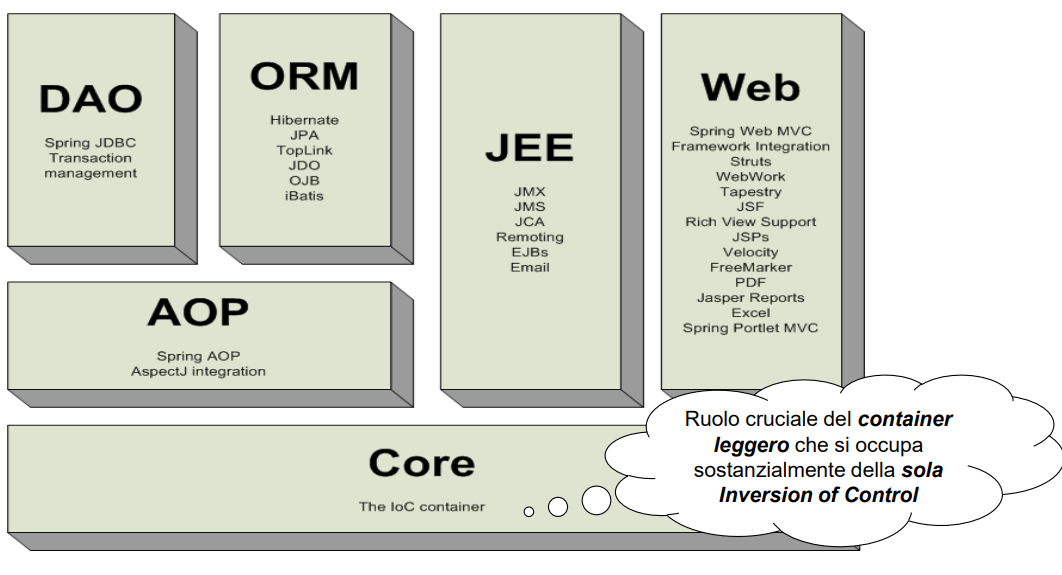 DAO
Spring JDBC
Transaction
management
ORM
Hibernate
JPA
TopLink
JDO
OJB
iBatis
JEE
JMX
JMS
JCA
Remoting
EJBs
Email
Web
Spring Web MVC
Framework Integration
Struts
WebWork
Tapestry
JSF
Rich View Support
JSPs
Velocity
FreeMarker
PDF
Jasper Reports
Excel
Spring Portlet MVC
AOP
Spring AOP
AspectJ integration
Core
The IoC container
Ruolo cruciale del container
leggero che si occupa
sostanzialmente della sola
Inversion of Control